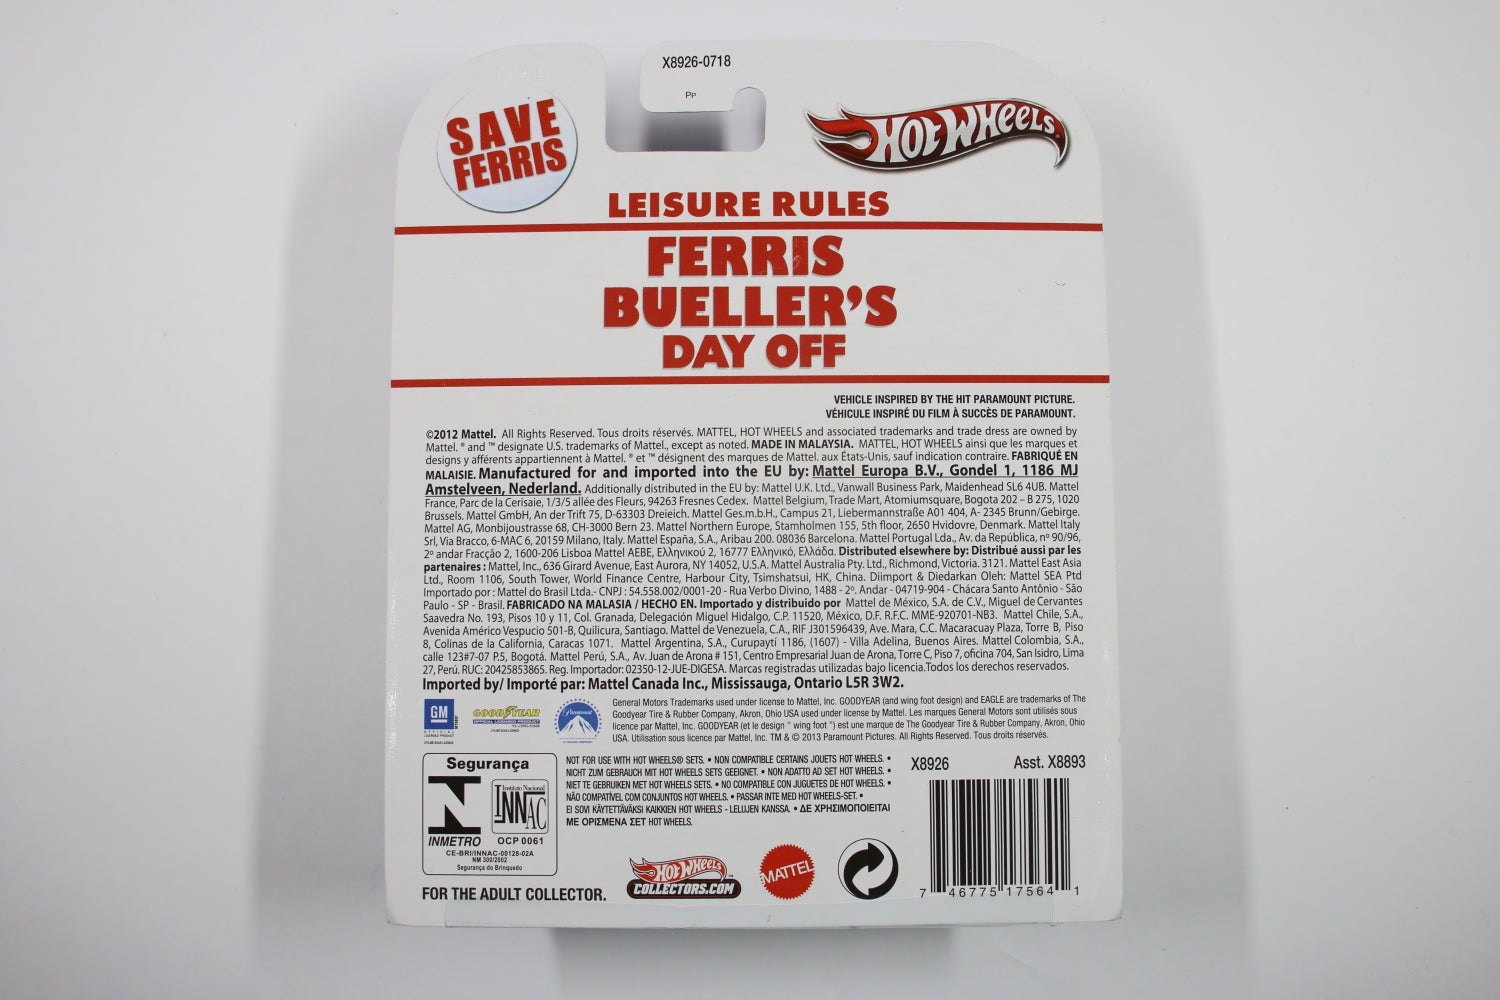 X8926-0718
PP
SAVE
FERRIS
HOT WHEELS
LEISURE RULES
FERRIS
BUELLER'S
DAY OFF
VEHICLE INSPIRED BY THE HIT PARAMOUNT PICTURE.
VÉHICULE INSPIRÉ DU FILM À SUCCÈS DE PARAMOUNT.
©2012 Mattel. All Rights Reserved. Tous droits réservés. MATTEL, HOT WHEELS and associated trademarks and trade dress are owned by
Mattel. ® and ™ designate U.S. trademarks of Mattel., except as noted. MADE IN MALAYSIA. MATTEL, HOT WHEELS ainsi que les marques et
designs y afférents appartiennent à Mattel. ® et ™ désignent des marques de Mattel. aux États-Unis, sauf indication contraire. FABRIQUÉ EN
MALAISIE. Manufactured for and imported into the EU by: Mattel Europa B.V., Gondel 1, 1186 MJ
Amstelveen, Nederland. Additionally distributed in the EU by: Mattel U.K. Ltd., Vanwall Business Park, Maidenhead SL6 4UB. Mattel
France, Parc de la Cerisaie, 1/3/5 allée des Fleurs, 94263 Fresnes Cedex. Mattel Belgium, Trade Mart, Atomiumsquare, Bogota 202 – B 275, 1020
Brussels. Mattel GmbH, An der Trift 75, D-63303 Dreieich. Mattel Ges.m.b.H., Campus 21, Liebermannstraße A01 404, A- 2345 Brunn/Gebirge.
Mattel AG, Monbijoustrasse 68, CH-3000 Bern 23. Mattel Northern Europe, Stamholmen 155, 5th floor, 2650 Hvidovre, Denmark. Mattel Italy
Srl, Via Bracco, 6-MAC 6, 20159 Milano, Italy. Mattel España, S.A., Aribau 200. 08036 Barcelona. Mattel Portugal Lda., Av. da República, nº 90/96,
2º andar Fracção 2, 1600-206 Lisboa Mattel AEBE, Ελληνικού 2, 16777 Ελληνικό, Ελλάδα. Distributed elsewhere by: Distribué aussi par les
partenaires : Mattel, Inc., 636 Girard Avenue, East Aurora, NY 14052, U.S.A. Mattel Australia Pty. Ltd., Richmond, Victoria. 3121. Mattel East Asia
Ltd., Room 1106, South Tower, World Finance Centre, Harbour City, Tsimshatsui, HK, China. Diimport & Diedarkan Oleh: Mattel SEA Ptd
Importado por : Mattel do Brasil Ltda.- CNPJ : 54.558.002/0001-20 - Rua Verbo Divino, 1488 - 2º. Andar - 04719-904 - Chácara Santo Antônio - São
Paulo - SP - Brasil. FABRICADO NA MALASIA / HECHO EN. Importado y distribuido por Mattel de México, S.A. de C.V., Miguel de Cervantes
Saavedra No. 193, Pisos 10 y 11, Col. Granada, Delegación Miguel Hidalgo, C.P. 11520, México, D.F. R.F.C. MME-920701-NB3. Mattel Chile, S.A.,
Avenida Américo Vespucio 501-B, Quilicura, Santiago. Mattel de Venezuela, C.A., RIF J301596439, Ave. Mara, C.C. Macaracuay Plaza, Torre B, Piso
8, Colinas de la California, Caracas 1071. Mattel Argentina, S.A., Curupaytí 1186, (1607) - Villa Adelina, Buenos Aires. Mattel Colombia, S.A.,
calle 123#7-07 P.5, Bogotá. Mattel Perú, S.A., Av. Juan de Arona # 151, Centro Empresarial Juan de Arona, Torre C, Piso 7, oficina 704, San Isidro, Lima
27, Perú. RUC: 20425853865. Reg. Importador: 02350-12-JUE-DIGESA. Marcas registradas utilizadas bajo licencia.Todos los derechos reservados.
Imported by/ Importé par: Mattel Canada Inc., Mississauga, Ontario L5R 3W2.
GM
OFFICIAL
LICENSED PRODUCT
GOODYEAR
OFFICIAL LICENSED PRODUCT
Paramount
General Motors Trademarks used under license to Mattel, Inc. GOODYEAR (and wing foot design) and EAGLE are trademarks of The
Goodyear Tire & Rubber Company, Akron, Ohio USA used under license by Mattel. Les marques General Motors sont utilisés sous
licence par Mattel, Inc. GOODYEAR (et le design " wing foot ") est une marque de The Goodyear Tire & Rubber Company, Akron, Ohio
USA. Utilisation sous licence par Mattel, Inc. TM & © 2013 Paramount Pictures. All Rights Reserved. Tous droits réservés.
Segurança
Instituto Nacional
INNAC
INMETRO OCP 0061
CE-BRI/INNAC-00128-02A
NM 300/2002
Segurança do Brinquedo
NOT FOR USE WITH HOT WHEELS® SETS. • NON COMPATIBLE CERTAINS JOUETS HOT WHEELS. •
NICHT ZUM GEBRAUCH MIT HOT WHEELS SETS GEEIGNET. • NON ADATTO AD SET HOT WHEELS. •
NIET TE GEBRUIKEN MET HOT WHEELS SETS. • NO COMPATIBLE CON JUGUETES DE HOT WHEELS. •
NÃO COMPATÍVEL COM CONJUNTOS HOT WHEELS. • PASSAR INTE MED HOT WHEELS-SET. •
EI SOVI KÄYTETTÄVÄKSI KAIKKIEN HOT WHEELS - LELUJEN KANSSA. • ΔΕ ΧΡΗΣΙΜΟΠΟΙΕΙΤΑΙ
ΜΕ ΟΡΙΣΜΕΝΑ ΣΕΤ HOT WHEELS.
X8926 Asst. X8893
FOR THE ADULT COLLECTOR.
HOT WHEELS™
COLLECTORS.COM
MATTEL
7 46775 17564 1